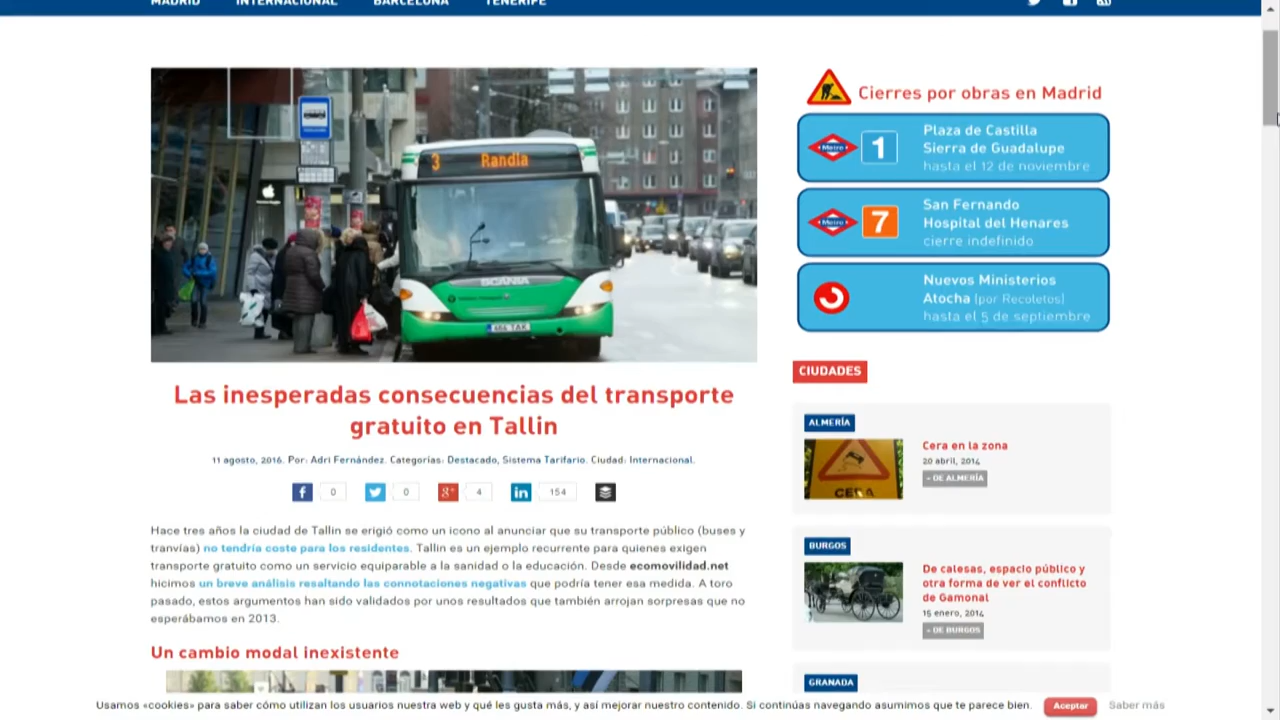 MADRID INTERNACIONAL BARCELONA TENERIFE
3 Randla
SCANIA
Las inesperadas consecuencias del transporte
gratuito en Tallin
11 agosto, 2016. Por: Adri Fernández. Categorías: Destacado, Sistema Tarifario. Ciudad: Internacional.
0 0 4 154
Hace tres años la ciudad de Tallin se erigió como un icono al anunciar que su transporte público (buses y
tranvías) no tendría coste para los residentes. Tallin es un ejemplo recurrente para quienes exigen
transporte gratuito como un servicio equiparable a la sanidad o la educación. Desde ecomovilidad.net
hicimos un breve análisis resaltando las connotaciones negativas que podría tener esa medida. A toro
pasado, estos argumentos han sido validados por unos resultados que también arrojan sorpresas que no
esperábamos en 2013.
Un cambio modal inexistente
Cierres por obras en Madrid
Metro 1
Plaza de Castilla
Sierra de Guadalupe
hasta el 12 de noviembre
Metro 7
San Fernando
Hospital del Henares
cierre indefinido
Nuevos Ministerios
Atocha (por Recoletos)
hasta el 5 de septiembre
CIUDADES
ALMERÍA
CERA
Cera en la zona
20 abril, 2014
+ DE ALMERÍA
BURGOS
De calesas, espacio público y
otra forma de ver el conflicto
de Gamonal
15 enero, 2014
+ DE BURGOS
GRANADA
Usamos «cookies» para saber cómo utilizan los usuarios nuestra web y qué les gusta más, y así mejorar nuestro contenido. Si continúas navegando asumimos que te parece bien. Aceptar Saber más